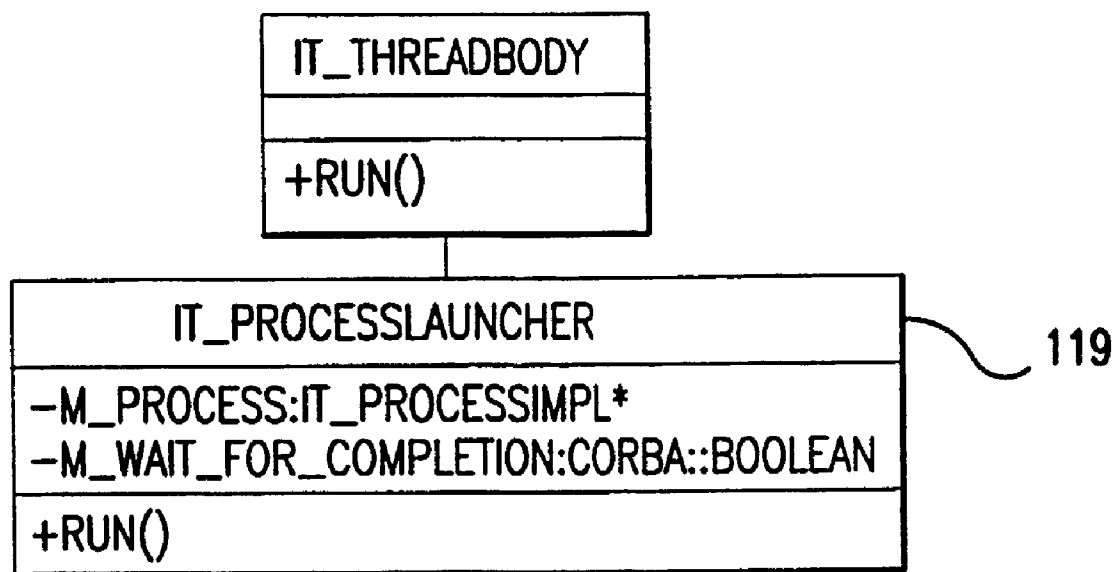 IT_THREADBODY
+RUN()
IT_PROCESSLAUNCHER
119
-M_PROCESS:IT_PROCESSIMPL*
-M_WAIT_FOR_COMPLETION:CORBA::BOOLEAN
+RUN()